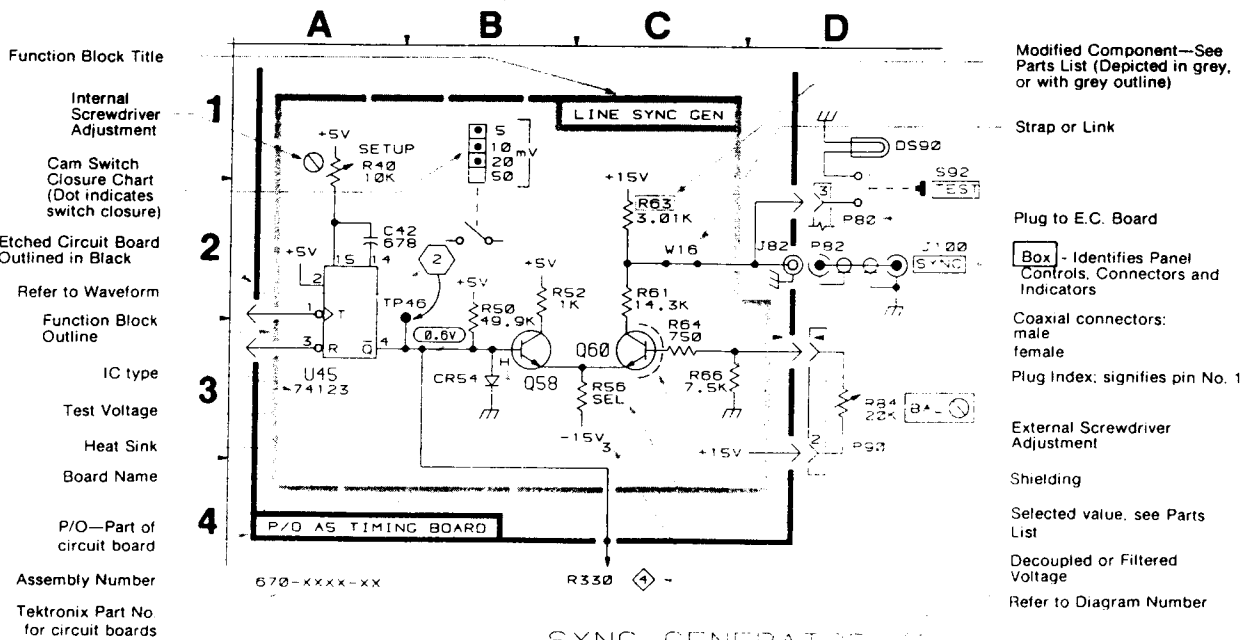 A B C D
Function Block Title
Internal
Screwdriver
Adjustment
Cam Switch
Closure Chart
(Dot indicates
switch closure)
Etched Circuit Board
Outlined in Black
Refer to Waveform
Function Block
Outline
IC type
Test Voltage
Heat Sink
Board Name
P/O—Part of
circuit board
Assembly Number
Tektronix Part No.
for circuit boards
1
2
3
4
LINE SYNC GEN
+5V
SETUP
R40
10K
5
10
20
50
mV
C42
678
+5V
15 14
2
1
T
3
R
Q
4
U45
74123
TP46
2
0.6V
+5V
R50
49.9K
+5V
R52
1K
CR54
Q58
R56
SEL
-15V
3
+15V
R63
3.01K
W16
R61
14.3K
Q60
R64
750
R66
7.5K
+15V
DS90
S92
TEST
3
P80
J82
P82
J100
SYNC
R84
20K
BAL
2
P90
P/O A5 TIMING BOARD
670-XXXX-XX
R330
4
SYNC
Modified Component—See
Parts List (Depicted in grey,
or with grey outline)
Strap or Link
Plug to E.C. Board
Box - Identifies Panel
Controls, Connectors and
Indicators
Coaxial connectors:
male
female
Plug Index; signifies pin No. 1
External Screwdriver
Adjustment
Shielding
Selected value, see Parts
List
Decoupled or Filtered
Voltage
Refer to Diagram Number